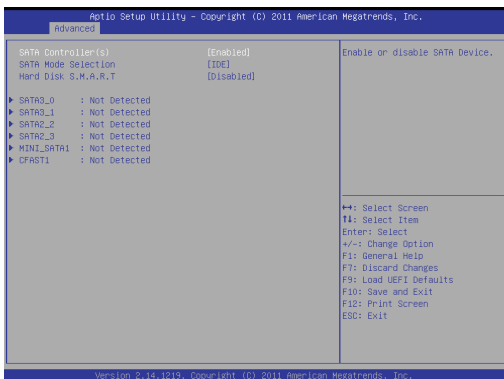 Aptio Setup Utility - Copyright (C) 2011 American Megatrends, Inc.
Advanced
SATA Controller(s) [Enabled]
SATA Mode Selection [IDE]
Hard Disk S.M.A.R.T [Disabled]
SATA3_0 : Not Detected
SATA3_1 : Not Detected
SATA2_2 : Not Detected
SATA2_3 : Not Detected
MINI_SATA1 : Not Detected
CFAST1 : Not Detected
Enable or disable SATA Device.
↔: Select Screen
↑↓: Select Item
Enter: Select
+/-: Change Option
F1: General Help
F7: Discard Changes
F9: Load UEFI Defaults
F10: Save and Exit
F12: Print Screen
ESC: Exit
Version 2.14.1219. Copyright (C) 2011 American Megatrends, Inc.